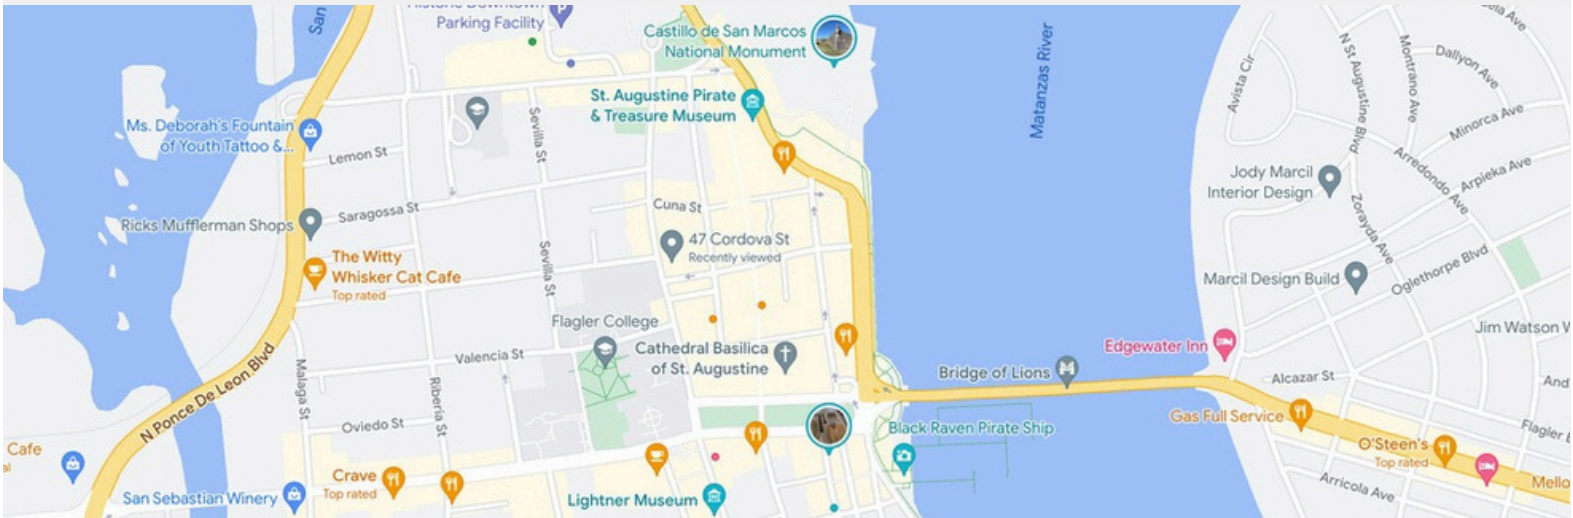 Historic Downtown
Parking Facility
P
San
Castillo de San Marcos
National Monument
Matanzas River
Avista Cir
N St Augustine Blvd
Montrano Ave
Dallyon Ave
Minorca Ave
St. Augustine Pirate
& Treasure Museum
Ms. Deborah's Fountain
of Youth Tattoo &...
Lemon St
Sevilla St
Jody Marcil
Interior Design
Arredondo Ave
Arpieka Ave
Saragossa St
Cuna St
Ricks Mufflerman Shops
47 Cordova St
Recently viewed
Zorayda Ave
The Witty
Whisker Cat Cafe
Top rated
Sevilla St
Marcil Design Build
Oglethorpe Blvd
Flagler College
Jim Watson
Valencia St
Cathedral Basilica
of St. Augustine
Edgewater Inn
Bridge of Lions
Alcazar St
And
N Ponce De Leon Blvd
Malaga St
Riberia St
Oviedo St
Gas Full Service
Black Raven Pirate Ship
Flagler
Cafe
O'Steen's
Top rated
Crave
Top rated
San Sebastian Winery
Lightner Museum
Arricola Ave
Mello